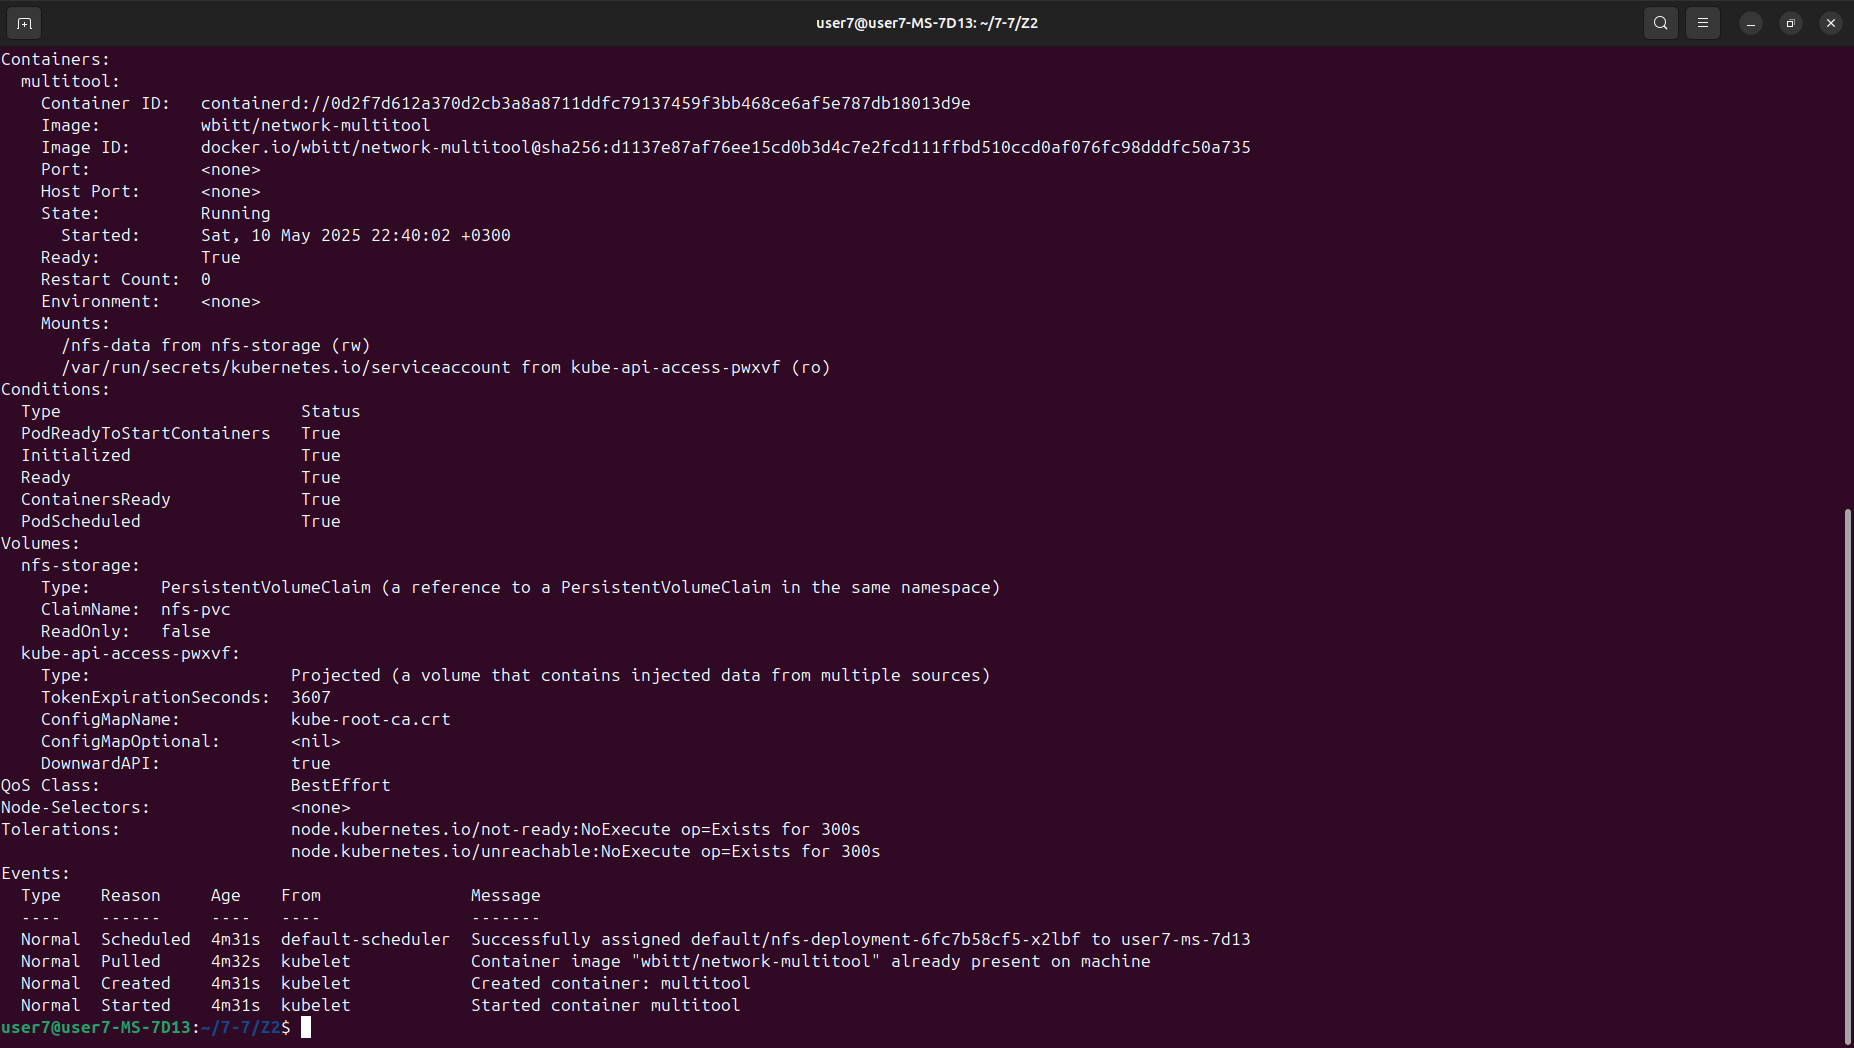 user7@user7-MS-7D13: ~/7-7/Z2
Containers:
  multitool:
    Container ID:   containerd://0d2f7d612a370d2cb3a8a8711ddfc79137459f3bb468ce6af5e787db18013d9e
    Image:          wbitt/network-multitool
    Image ID:       docker.io/wbitt/network-multitool@sha256:d1137e87af76ee15cd0b3d4c7e2fcd111ffbd510ccd0af076fc98dddfc50a735
    Port:           <none>
    Host Port:      <none>
    State:          Running
      Started:      Sat, 10 May 2025 22:40:02 +0300
    Ready:          True
    Restart Count:  0
    Environment:    <none>
    Mounts:
      /nfs-data from nfs-storage (rw)
      /var/run/secrets/kubernetes.io/serviceaccount from kube-api-access-pwxvf (ro)
Conditions:
  Type                        Status
  PodReadyToStartContainers   True
  Initialized                 True
  Ready                       True
  ContainersReady             True
  PodScheduled                True
Volumes:
  nfs-storage:
    Type:       PersistentVolumeClaim (a reference to a PersistentVolumeClaim in the same namespace)
    ClaimName:  nfs-pvc
    ReadOnly:   false
  kube-api-access-pwxvf:
    Type:                    Projected (a volume that contains injected data from multiple sources)
    TokenExpirationSeconds:  3607
    ConfigMapName:           kube-root-ca.crt
    ConfigMapOptional:       <nil>
    DownwardAPI:             true
QoS Class:                   BestEffort
Node-Selectors:              <none>
Tolerations:                 node.kubernetes.io/not-ready:NoExecute op=Exists for 300s
                             node.kubernetes.io/unreachable:NoExecute op=Exists for 300s
Events:
  Type    Reason     Age    From               Message
  ----    ------     ----   ----               -------
  Normal  Scheduled  4m31s  default-scheduler  Successfully assigned default/nfs-deployment-6fc7b58cf5-x2lbf to user7-ms-7d13
  Normal  Pulled     4m32s  kubelet            Container image "wbitt/network-multitool" already present on machine
  Normal  Created    4m31s  kubelet            Created container: multitool
  Normal  Started    4m31s  kubelet            Started container multitool
user7@user7-MS-7D13:~/7-7/Z2$